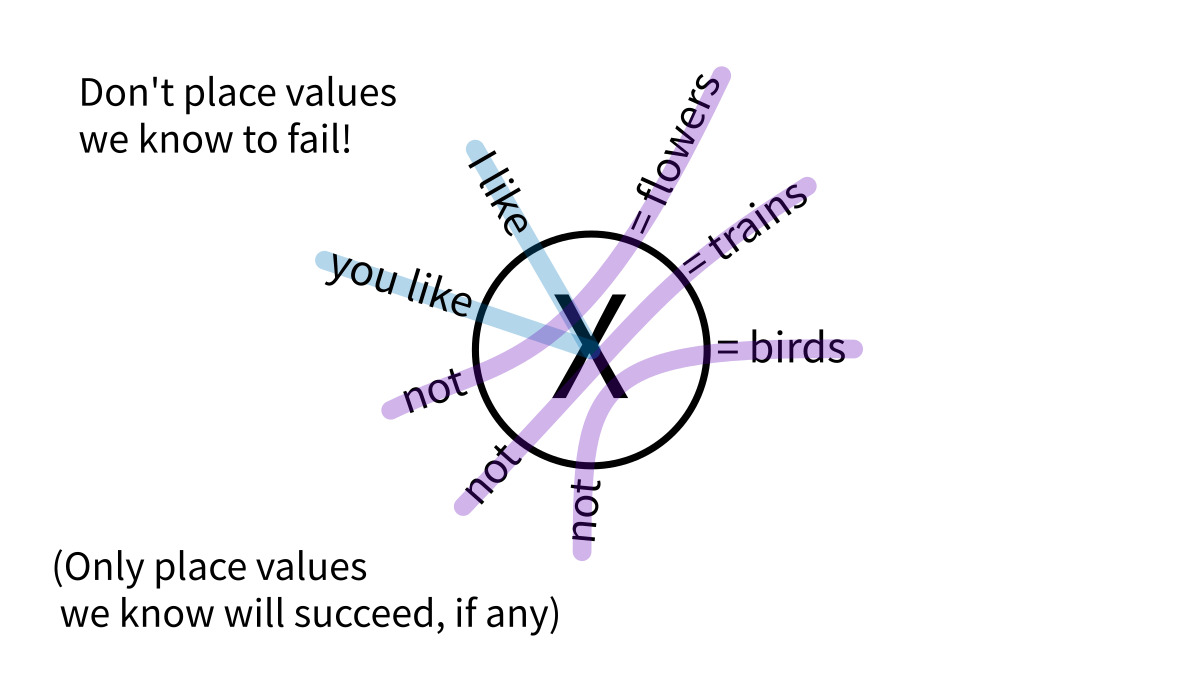 Don't place values
we know to fail!
I like
you like
= flowers
= trains
= birds
X
not
not
not
(Only place values
we know will succeed, if any)